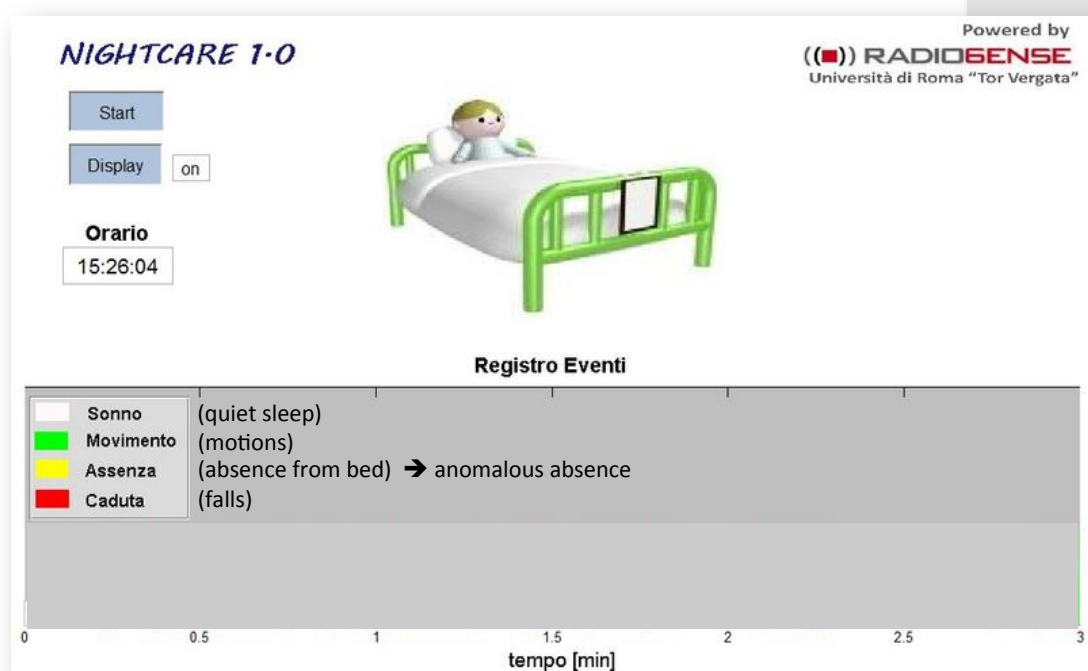 NIGHTCARE 1.0
Powered by
((■)) RADIO6ENSE
Università di Roma "Tor Vergata"
Start
Display
on
Orario
15:26:04
Registro Eventi
Sonno (quiet sleep)
Movimento (motions)
Assenza (absence from bed) ➔ anomalous absence
Caduta (falls)
0 0.5 1 1.5 2 2.5 3
tempo [min]